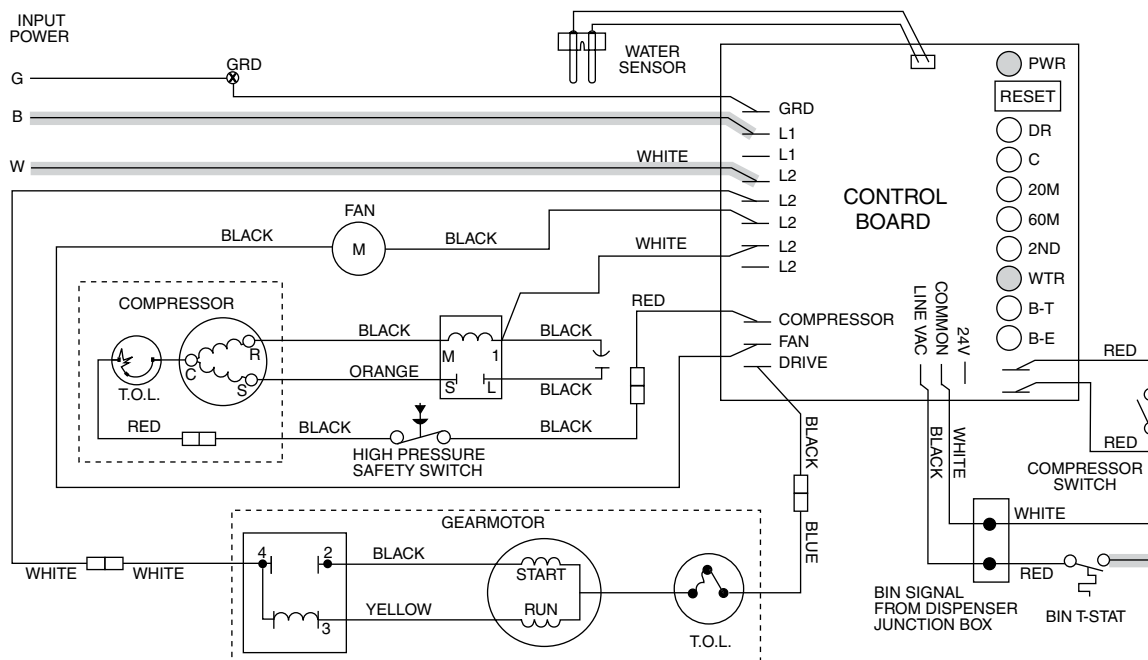 INPUT
POWER
G
GRD
B
W
WHITE
WATER
SENSOR
GRD
L1
L1
L2
L2
L2
L2
L2
CONTROL
BOARD
PWR
RESET
DR
C
20M
60M
2ND
WTR
B-T
B-E
FAN
BLACK
M
BLACK
WHITE
RED
COMPRESSOR
FAN
DRIVE
LINE VAC
COMMON
24V
COMPRESSOR
T.O.L.
C
R
S
BLACK
ORANGE
M
1
S
L
BLACK
BLACK
RED
BLACK
BLACK
HIGH PRESSURE
SAFETY SWITCH
RED
RED
COMPRESSOR
SWITCH
BLACK
WHITE
BLACK
BLUE
WHITE
RED
BIN SIGNAL
FROM DISPENSER
JUNCTION BOX
BIN T-STAT
GEARMOTOR
WHITE
WHITE
4
2
3
BLACK
YELLOW
START
RUN
T.O.L.